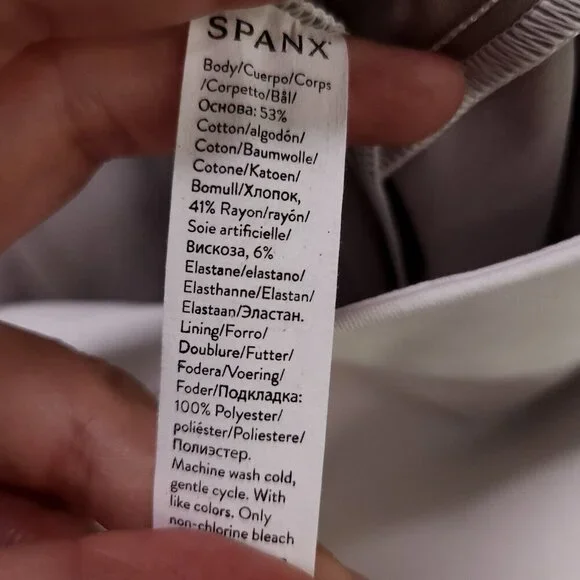 SPANX
Body/Cuerpo/Corps
/Corpetto/Bål/
Основа: 53%
Cotton/algodón/
Coton/Baumwolle/
Cotone/Katoen/
Bomull/Хлопок,
41% Rayon/rayón/
Soie artificielle/
Вискоза, 6%
Elastane/elastano/
Elasthanne/Elastan/
Elastaan/Эластан.
Lining/Forro/
Doublure/Futter/
Fodera/Voering/
Foder/Подкладка:
100% Polyester/
poliéster/Poliestere/
Полиэстер.
Machine wash cold,
gentle cycle. With
like colors. Only
non-chlorine bleach